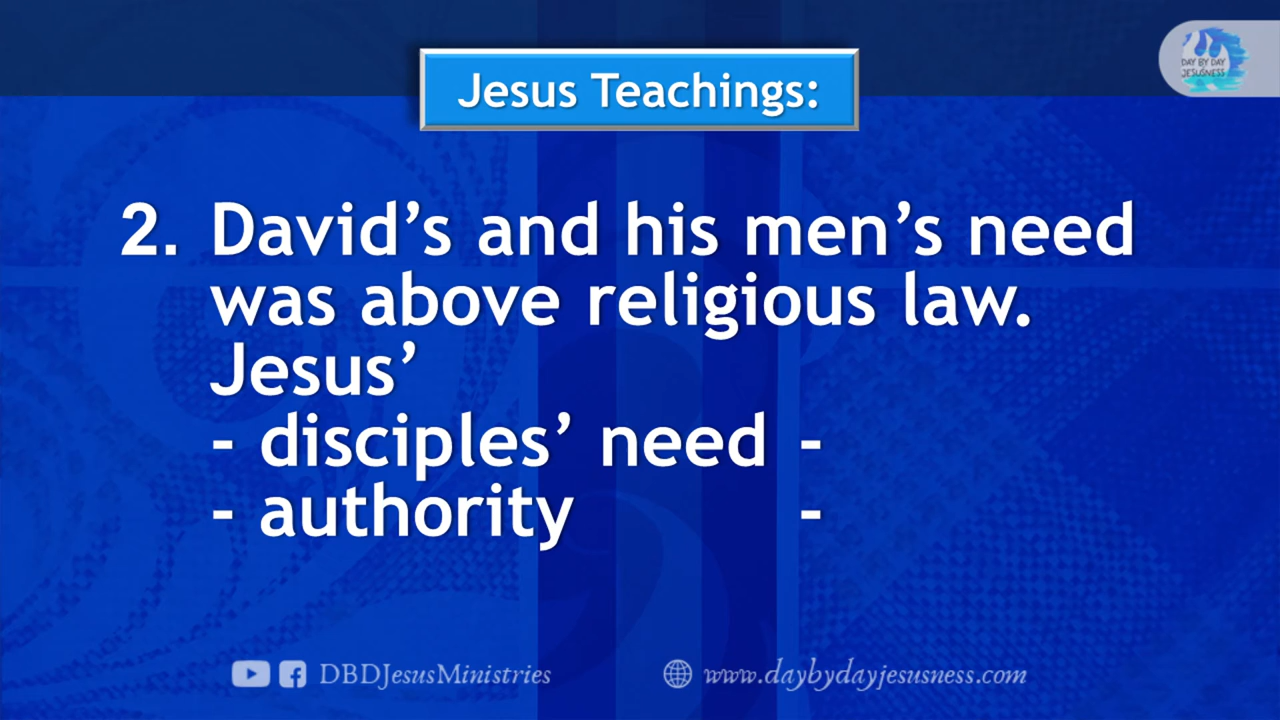 Jesus Teachings:
DAY BY DAY
JESUSNESS
2. David’s and his men’s need
was above religious law.
Jesus’
- disciples’ need -
- authority -
DBDJesusMinistries
www.daybydayjesusness.com